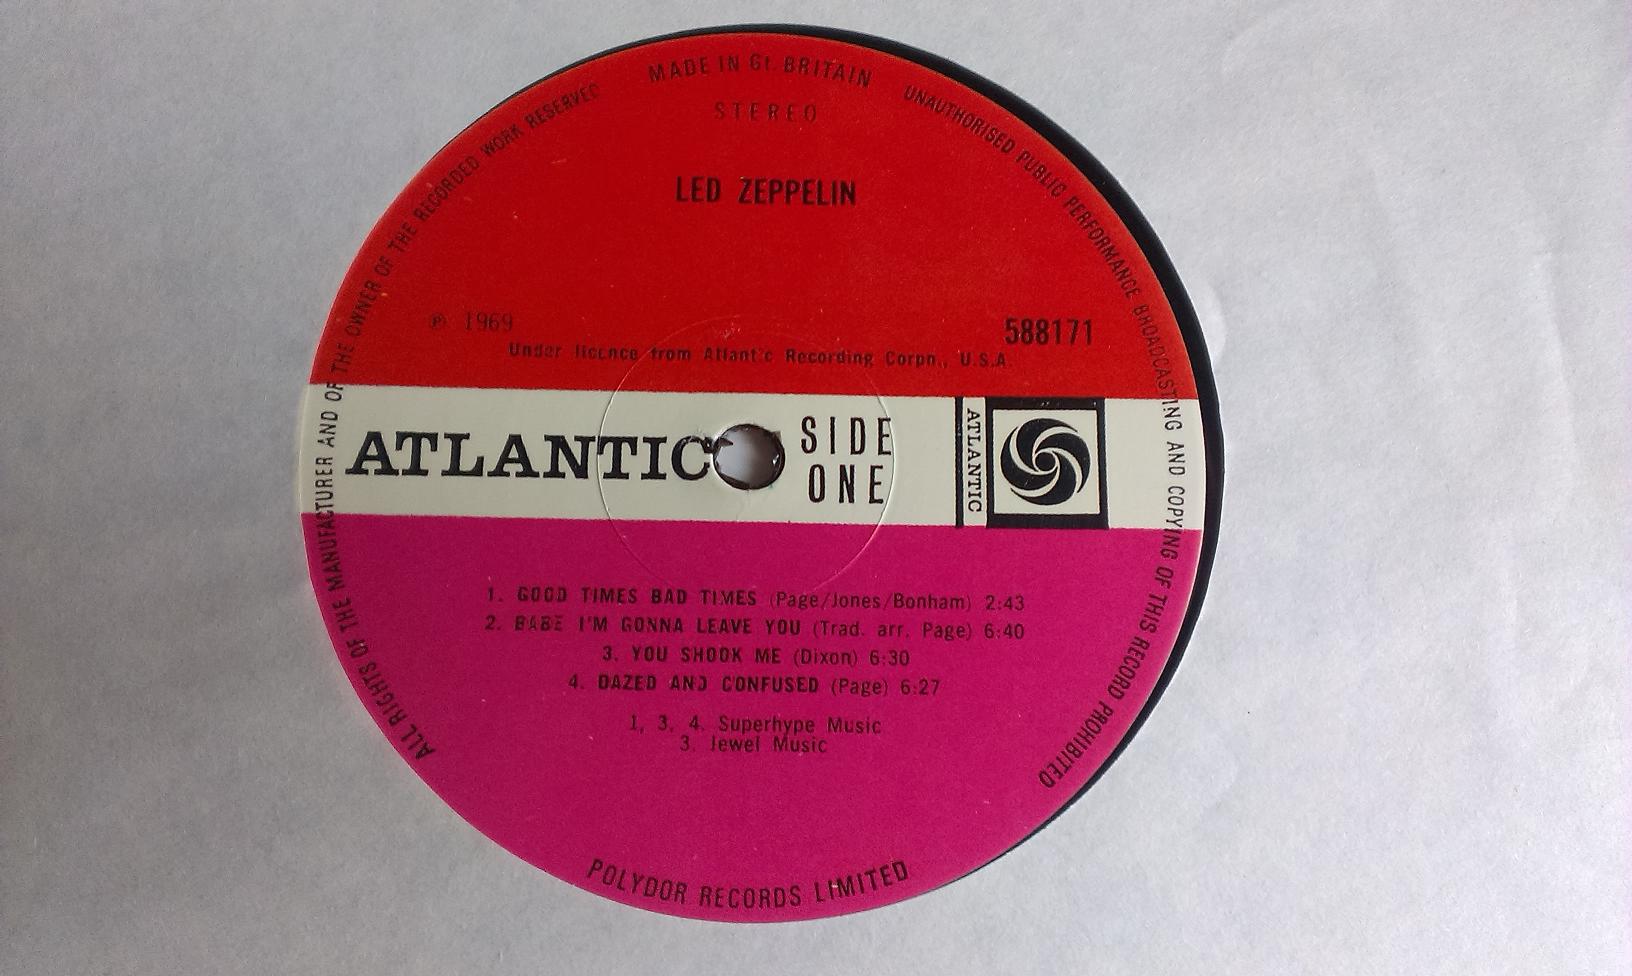 MADE IN Gt. BRITAIN
UNAUTHORISED PUBLIC PERFORMANCE BROADCASTING AND COPYING OF THIS RECORD PROHIBITED
ALL RIGHTS OF THE MANUFACTURER AND OF THE OWNER OF THE RECORDED WORK RESERVED
STEREO
LED ZEPPELIN
℗ 1969
588171
Under licence from Atlantic Recording Corpn., U.S.A.
ATLANTIC
SIDE
ONE
ATLANTIC
1. GOOD TIMES BAD TIMES (Page/Jones/Bonham) 2:43
2. BABE I'M GONNA LEAVE YOU (Trad. arr. Page) 6:40
3. YOU SHOOK ME (Dixon) 6:30
4. DAZED AND CONFUSED (Page) 6:27
1, 3. 4. Superhype Music
3. Jewel Music
POLYDOR RECORDS LIMITED